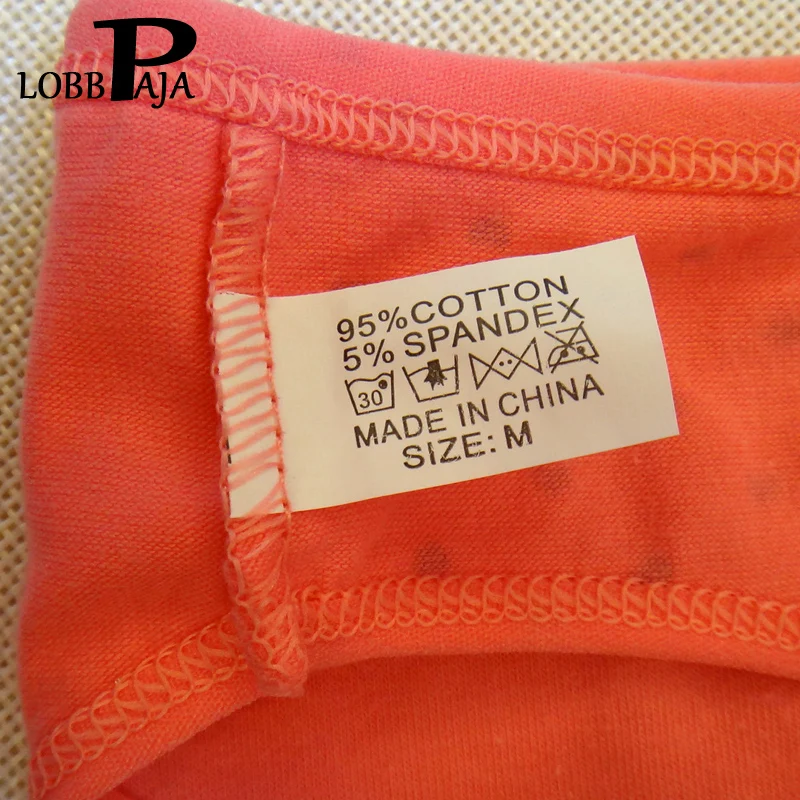 LOBBPAJA
95%COTTON
5% SPANDEX
30
MADE IN CHINA
SIZE: M